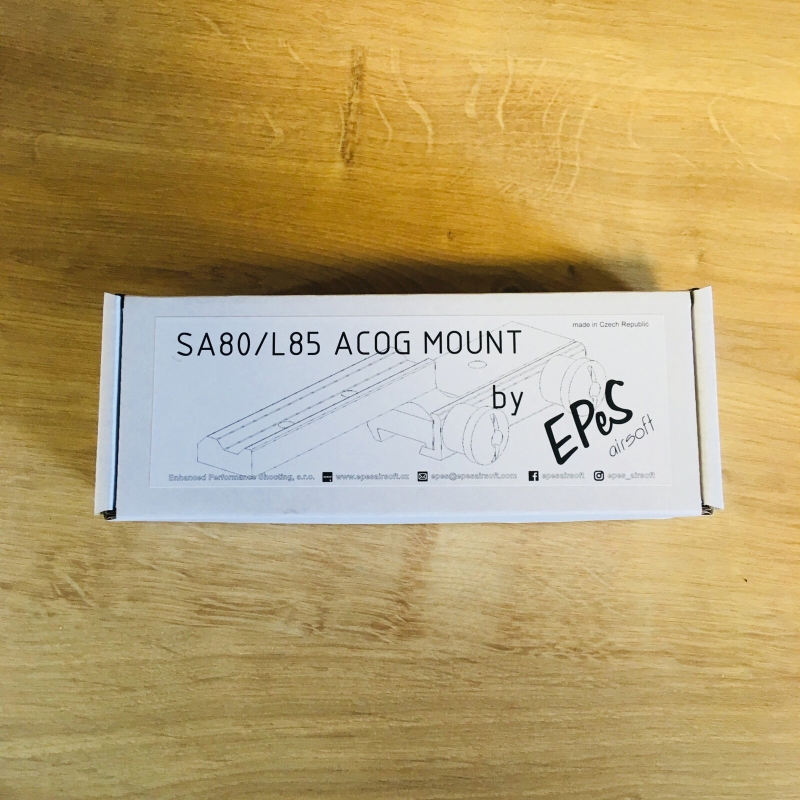 made in Czech Republic
SA80/L85 ACOG MOUNT
by
EPeS
airsoft
Enhanced Performance Shooting, s.r.o. www.epesairsoft.cz epes@epesairsoft.com epesairsoft epes_airsoft